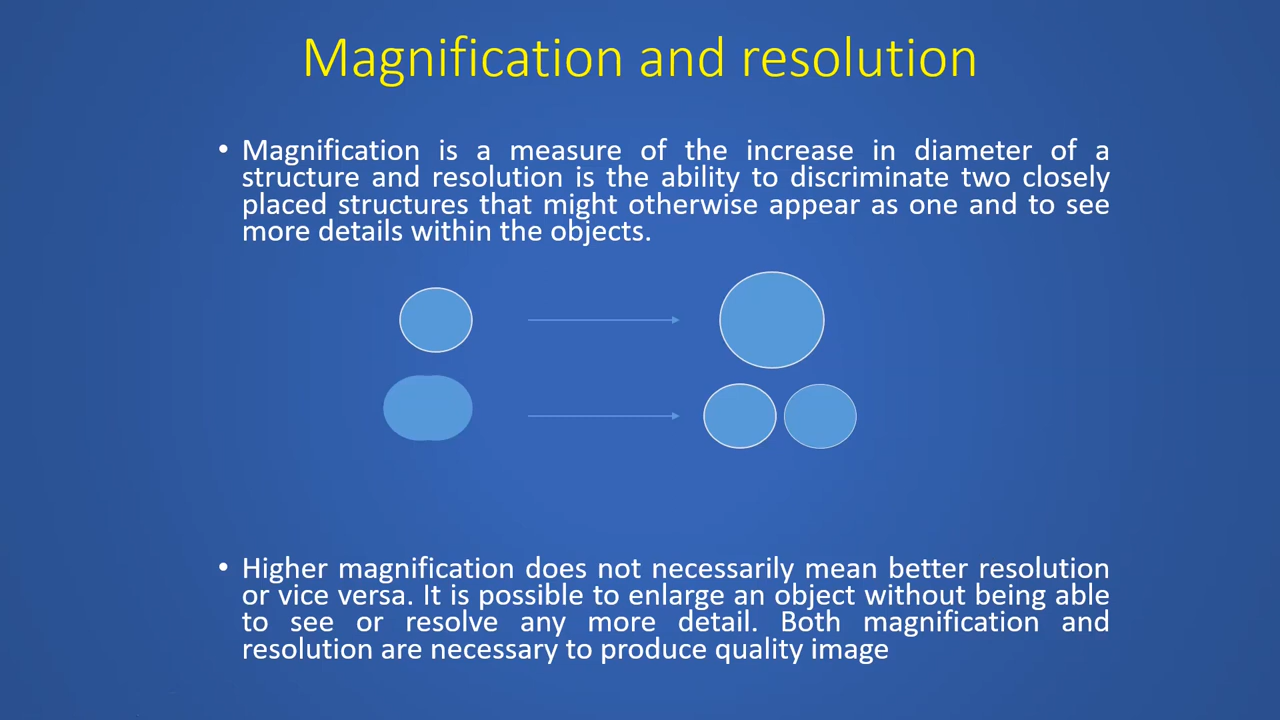 Magnification and resolution
• Magnification is a measure of the increase in diameter of a
structure and resolution is the ability to discriminate two closely
placed structures that might otherwise appear as one and to see
more details within the objects.
• Higher magnification does not necessarily mean better resolution
or vice versa. It is possible to enlarge an object without being able
to see or resolve any more detail. Both magnification and
resolution are necessary to produce quality image